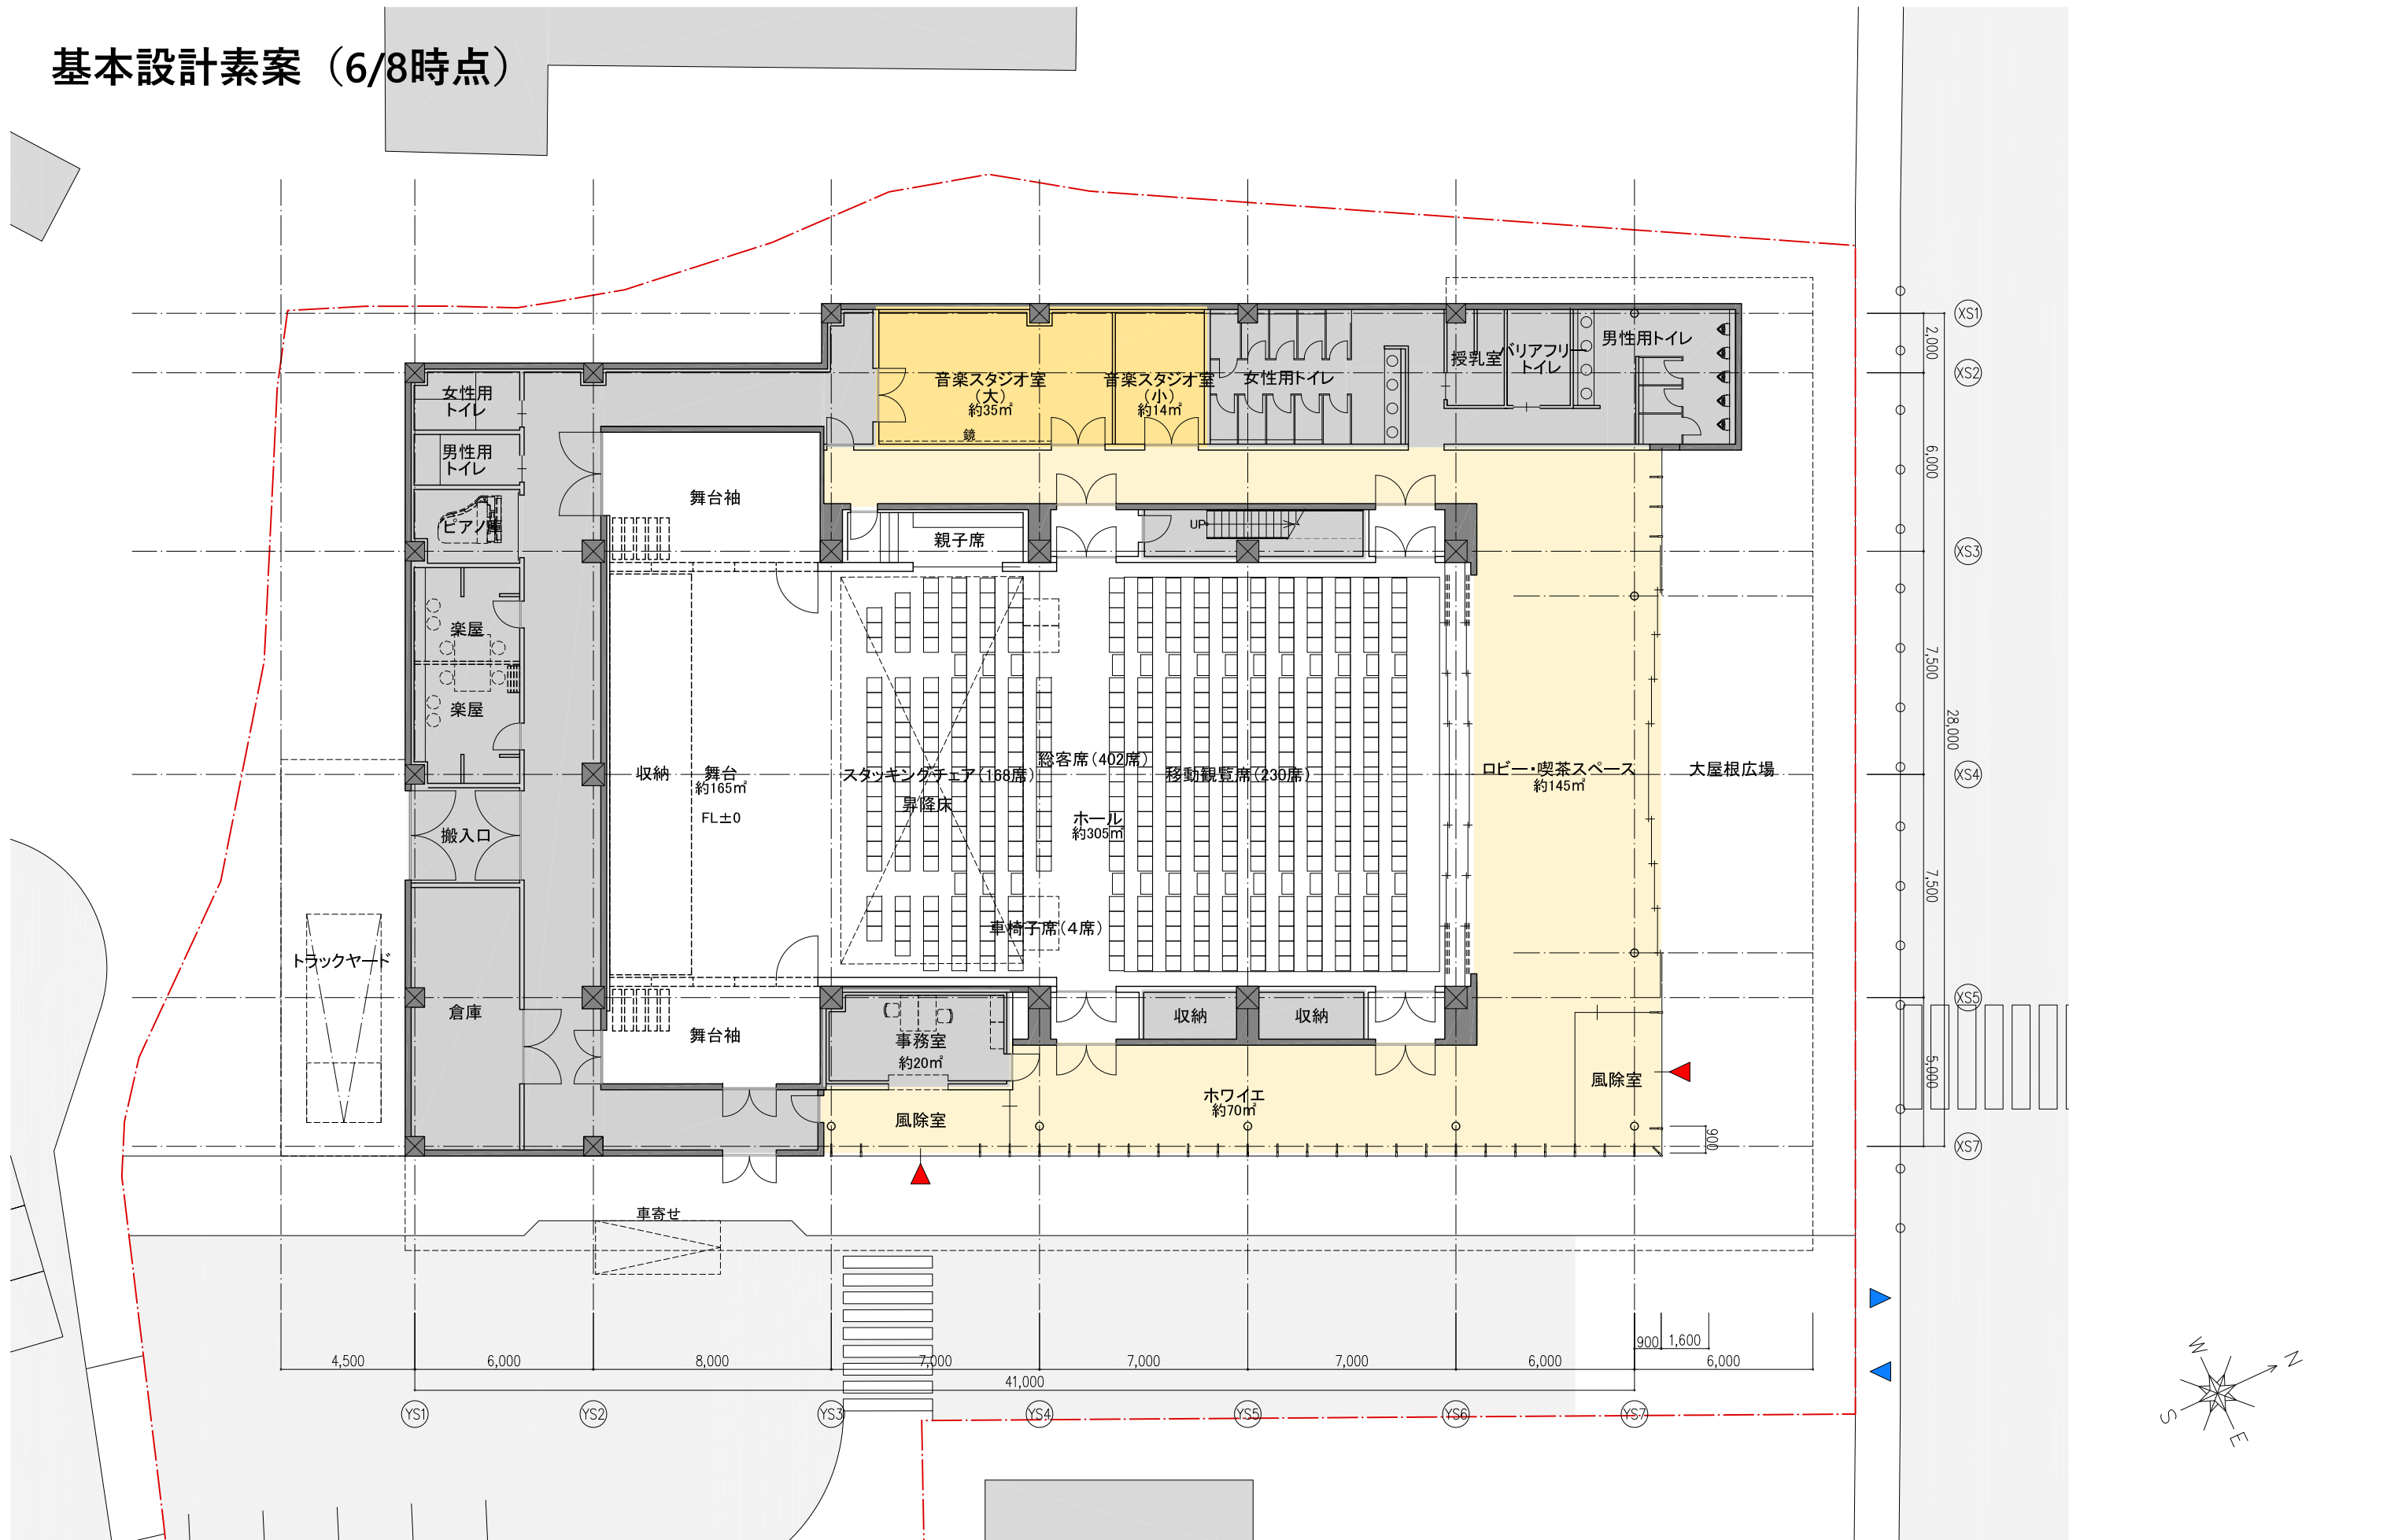 基本設計素案（6/8時点）
XS1
2,000
XS2
女性用
トイレ
音楽スタジオ室
（大）
約35㎡
音楽スタジオ室
（小）
約14㎡
女性用トイレ
授乳室
バリアフリー
トイレ
男性用トイレ
鏡
男性用
トイレ
6,000
舞台袖
ピアノ庫
親子席
UP
XS3
楽屋
楽屋
7,500
28,000
収納
舞台
約165㎡
FL±0
スタッキングチェア（168席）
昇降床
総客席（402席）
移動観覧席（230席）
ホール
約305㎡
ロビー・喫茶スペース
約145㎡
大屋根広場
XS4
搬入口
7,500
車椅子席（4席）
トラックヤード
倉庫
XS5
収納
収納
舞台袖
事務室
約20㎡
風除室
ホワイエ
約70㎡
風除室
5,000
900
XS7
車寄せ
900
1,600
4,500
6,000
8,000
7,000
7,000
7,000
6,000
6,000
41,000
YS1
YS2
YS3
YS4
YS5
YS6
YS7
W
N
S
E